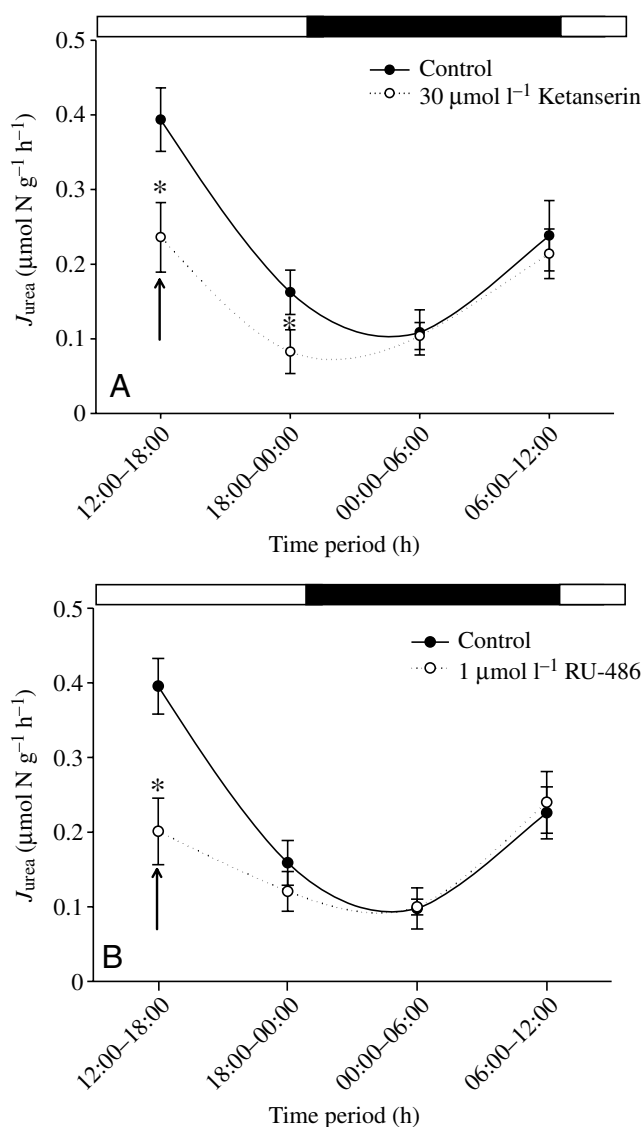 0.5
Control
30 μmol l⁻¹ Ketanserin
0.4
0.3
*
0.2
*
0.1
A
0
Jurea (μmol N g⁻¹ h⁻¹)
12:00–18:00
18:00–00:00
00:00–06:00
06:00–12:00
Time period (h)
0.5
Control
1 μmol l⁻¹ RU-486
0.4
0.3
*
0.2
0.1
B
0
Jurea (μmol N g⁻¹ h⁻¹)
12:00–18:00
18:00–00:00
00:00–06:00
06:00–12:00
Time period (h)